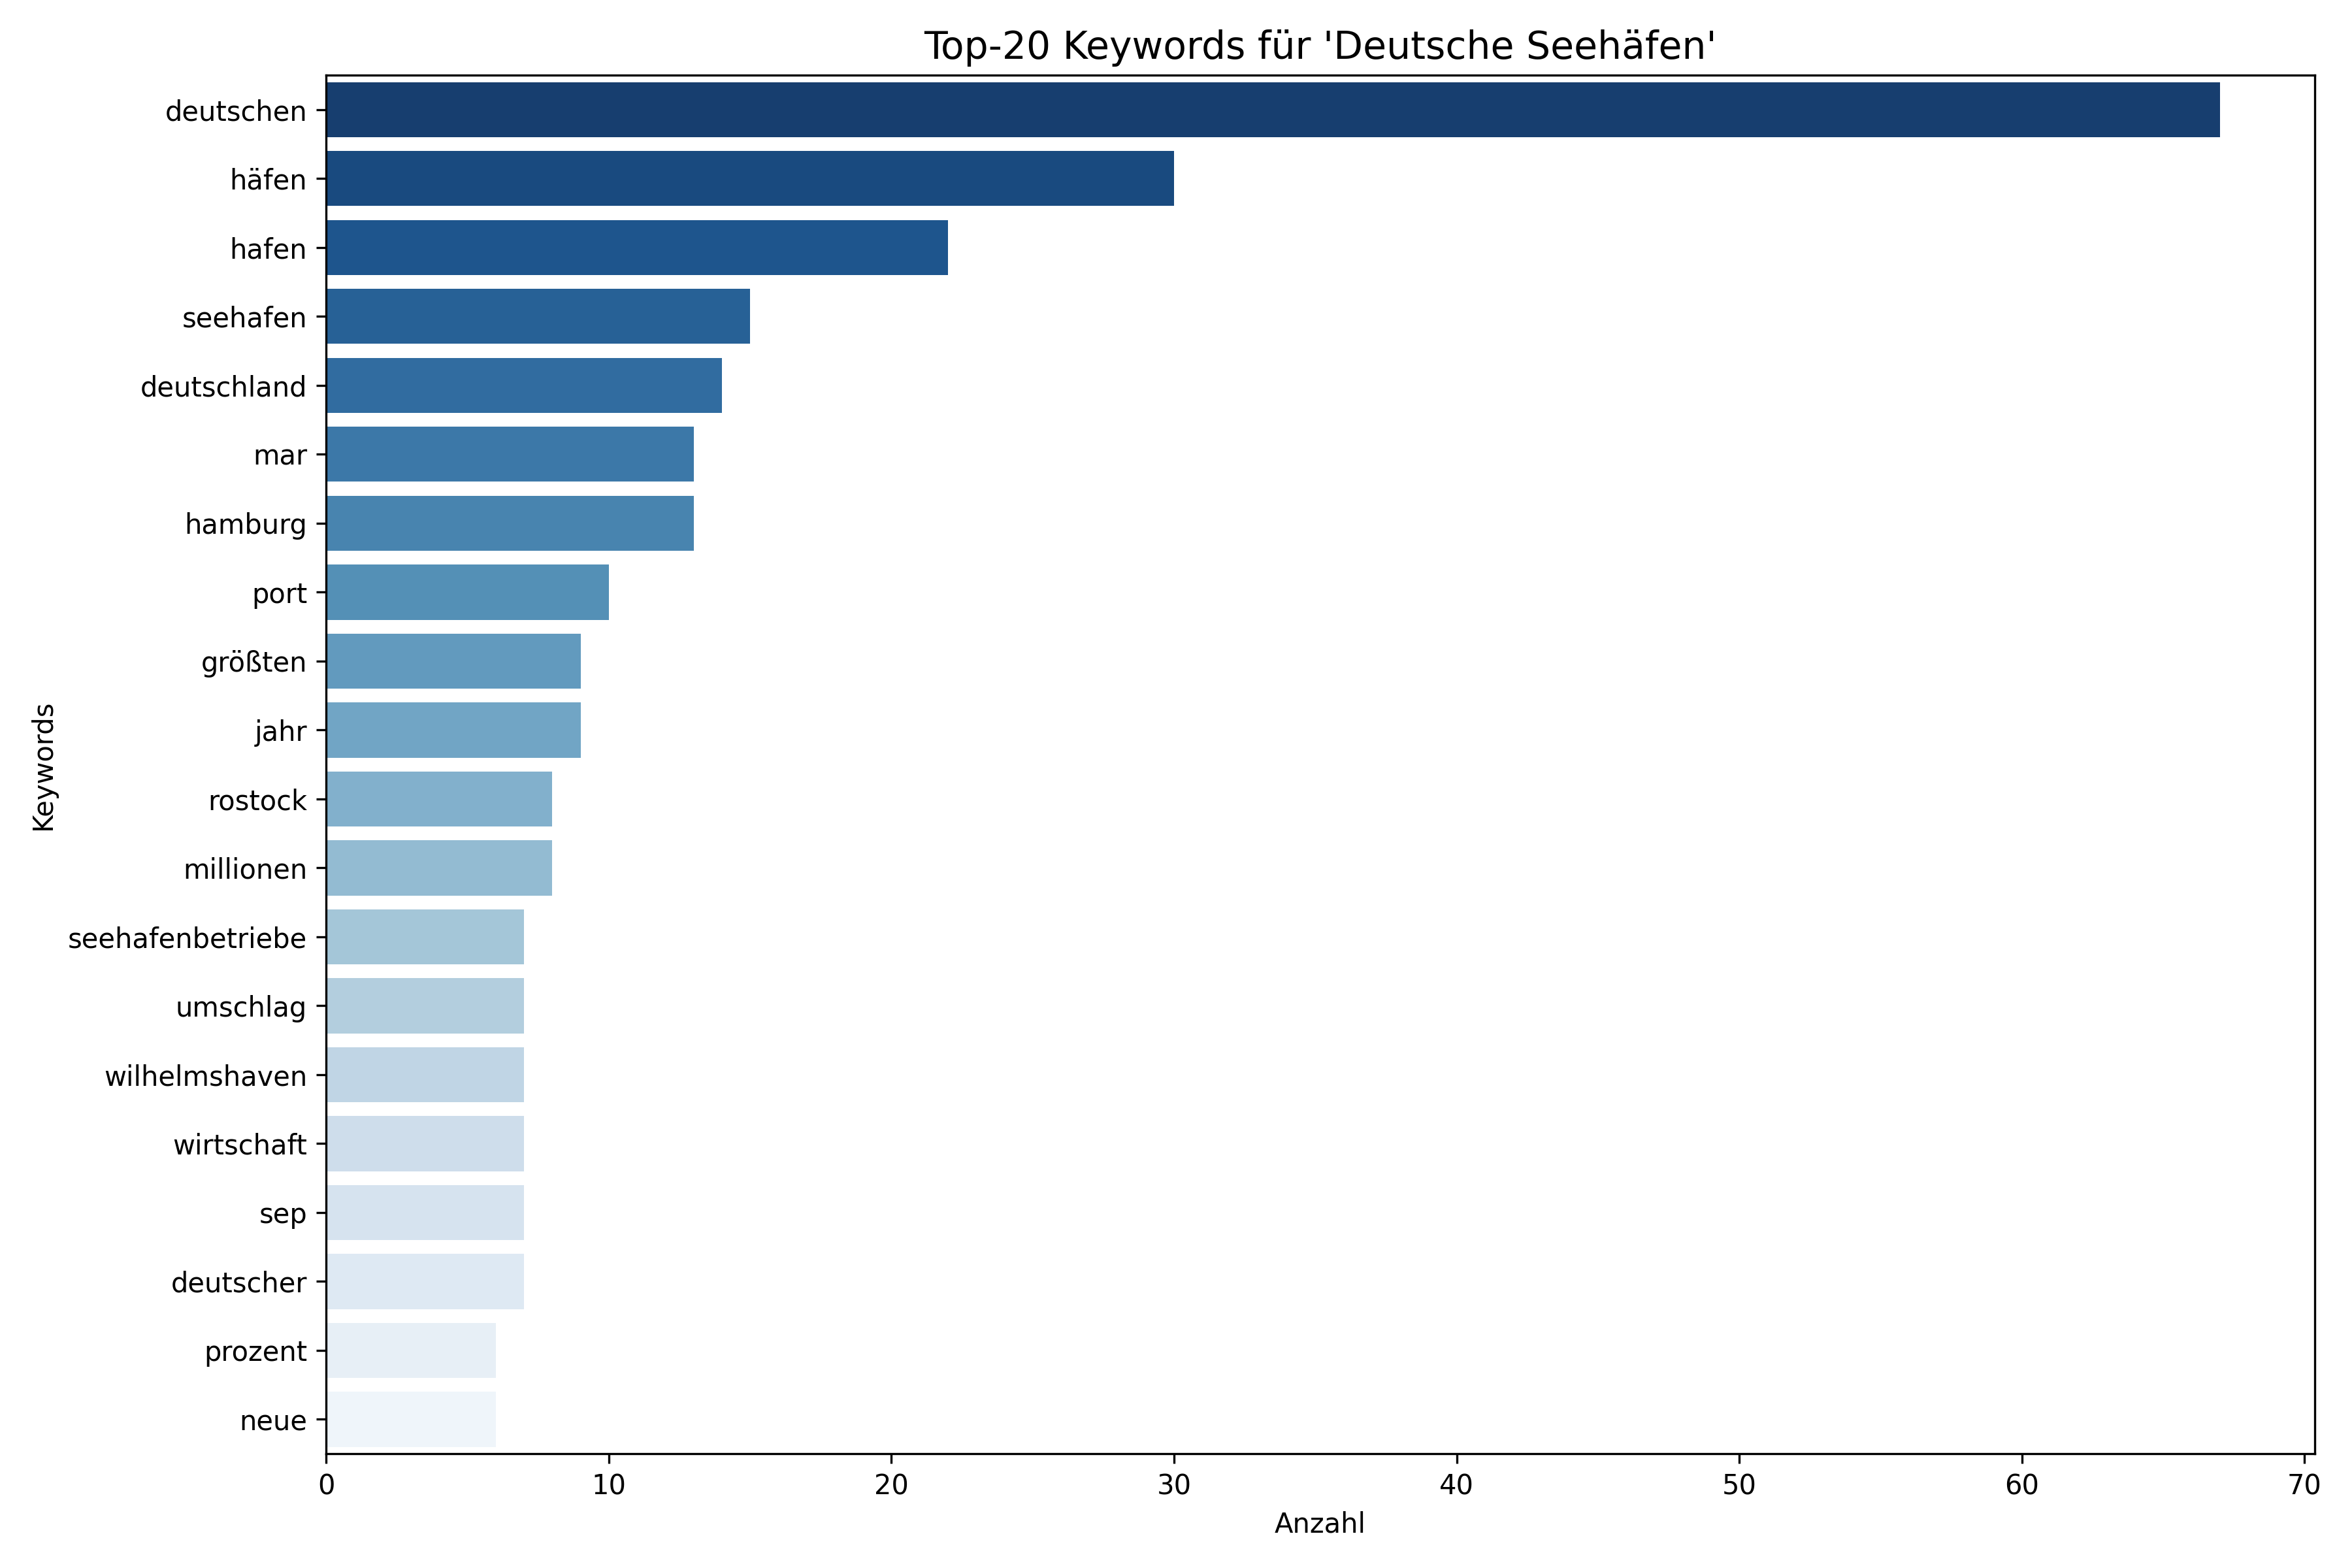 Top-20 Keywords für 'Deutsche Seehäfen'
deutschen
häfen
hafen
seehafen
deutschland
mar
hamburg
port
größten
jahr
rostock
millionen
seehafenbetriebe
umschlag
wilhelmshaven
wirtschaft
sep
deutscher
prozent
neue
Keywords
0 10 20 30 40 50 60 70
Anzahl